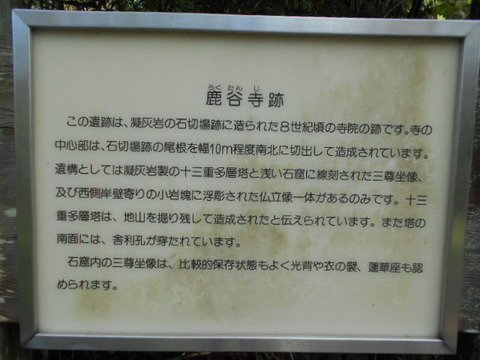 ろくたんじ
鹿谷寺跡
この遺跡は、凝灰岩の石切場跡に造られた8世紀頃の寺院の跡です。寺の
中心部は、石切場跡の尾根を幅10m程度南北に切出して造成されています。
遺構としては凝灰岩製の十三重多層塔と浅い石窟に線刻された三尊坐像、
及び西側岸壁寄りの小岩塊に浮彫された仏立像一体があるのみです。十三
重多層塔は、地山を掘り残して造成されたと伝えられています。また塔の
南面には、舎利孔が穿たれています。
石窟内の三尊坐像は、比較的保存状態もよく光背や衣の襞、蓮華座も認
められます。